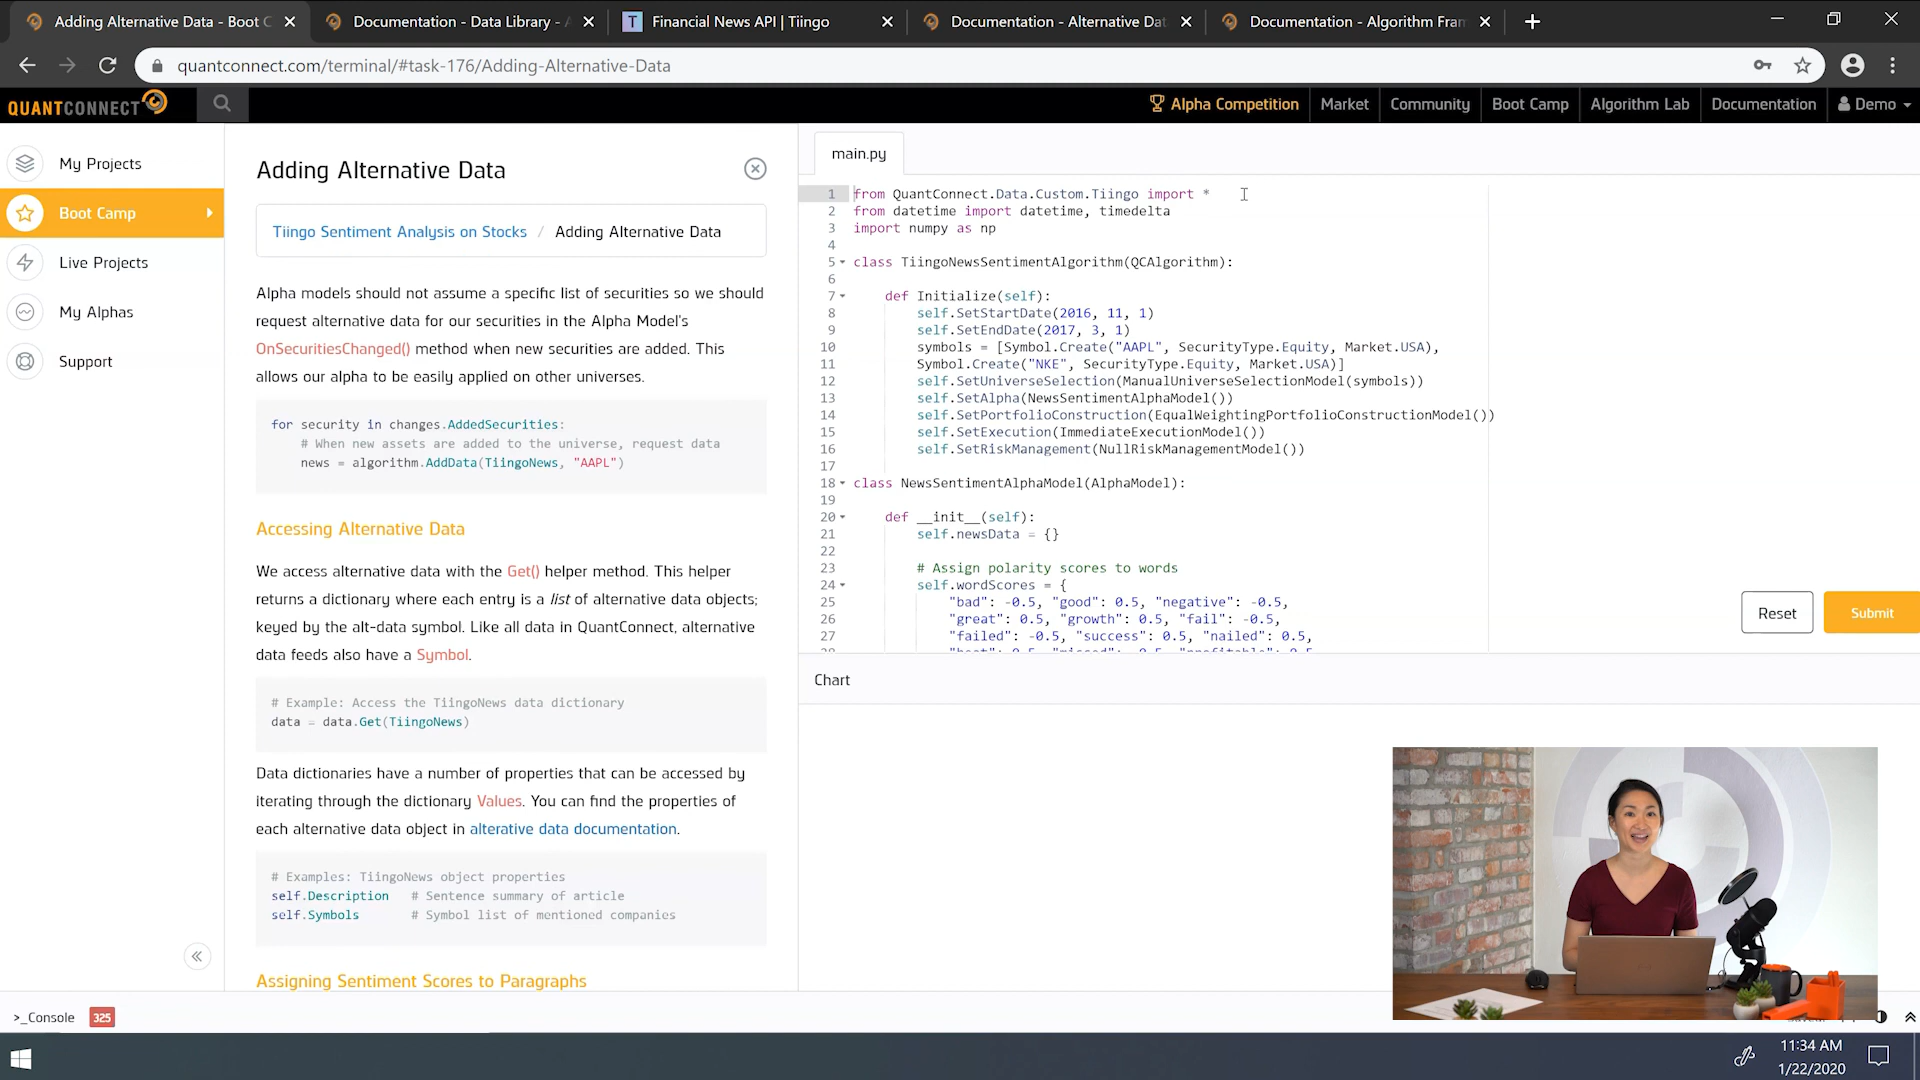 Adding Alternative Data - Boot C
Documentation - Data Library - A
Financial News API | Tiingo
Documentation - Alternative Dat
Documentation - Algorithm Fram
quantconnect.com/terminal/#task-176/Adding-Alternative-Data
QUANTCONNECT
Alpha Competition
Market
Community
Boot Camp
Algorithm Lab
Documentation
Demo
My Projects
Boot Camp
Live Projects
My Alphas
Support
Adding Alternative Data
Tiingo Sentiment Analysis on Stocks / Adding Alternative Data
Alpha models should not assume a specific list of securities so we should
request alternative data for our securities in the Alpha Model's
OnSecuritiesChanged() method when new securities are added. This
allows our alpha to be easily applied on other universes.
for security in changes.AddedSecurities:
# When new assets are added to the universe, request data
news = algorithm.AddData(TiingoNews, "AAPL")
Accessing Alternative Data
We access alternative data with the Get() helper method. This helper
returns a dictionary where each entry is a list of alternative data objects;
keyed by the alt-data symbol. Like all data in QuantConnect, alternative
data feeds also have a Symbol.
# Example: Access the TiingoNews data dictionary
data = data.Get(TiingoNews)
Data dictionaries have a number of properties that can be accessed by
iterating through the dictionary Values. You can find the properties of
each alternative data object in alterative data documentation.
# Examples: TiingoNews object properties
self.Description # Sentence summary of article
self.Symbols # Symbol list of mentioned companies
Assigning Sentiment Scores to Paragraphs
main.py
1 from QuantConnect.Data.Custom.Tiingo import *
2 from datetime import datetime, timedelta
3 import numpy as np
4
5 class TiingoNewsSentimentAlgorithm(QCAlgorithm):
6
7 def Initialize(self):
8 self.SetStartDate(2016, 11, 1)
9 self.SetEndDate(2017, 3, 1)
10 symbols = [Symbol.Create("AAPL", SecurityType.Equity, Market.USA),
11 Symbol.Create("NKE", SecurityType.Equity, Market.USA)]
12 self.SetUniverseSelection(ManualUniverseSelectionModel(symbols))
13 self.SetAlpha(NewsSentimentAlphaModel())
14 self.SetPortfolioConstruction(EqualWeightingPortfolioConstructionModel())
15 self.SetExecution(ImmediateExecutionModel())
16 self.SetRiskManagement(NullRiskManagementModel())
17
18 class NewsSentimentAlphaModel(AlphaModel):
19
20 def __init__(self):
21 self.newsData = {}
22
23 # Assign polarity scores to words
24 self.wordScores = {
25 "bad": -0.5, "good": 0.5, "negative": -0.5,
26 "great": 0.5, "growth": 0.5, "fail": -0.5,
27 "failed": -0.5, "success": 0.5, "nailed": 0.5,
Reset
Submit
Chart
>_Console 325
11:34 AM
1/22/2020